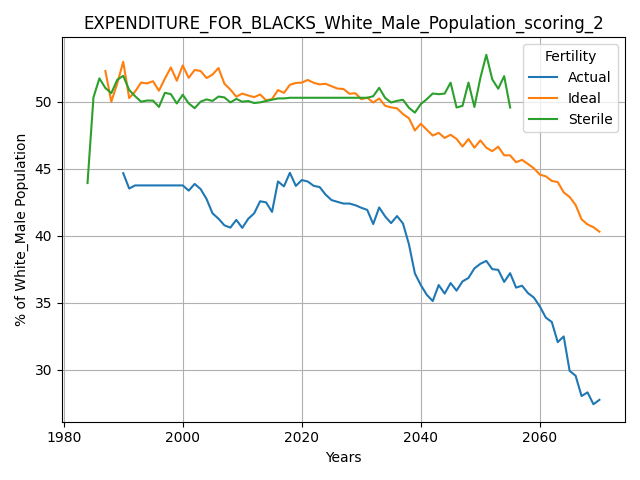 EXPENDITURE_FOR_BLACKS_White_Male_Population_scoring_2
Fertility
Actual
Ideal
Sterile
% of White_Male Population
50
45
40
35
30
1980
2000
2020
2040
2060
Years